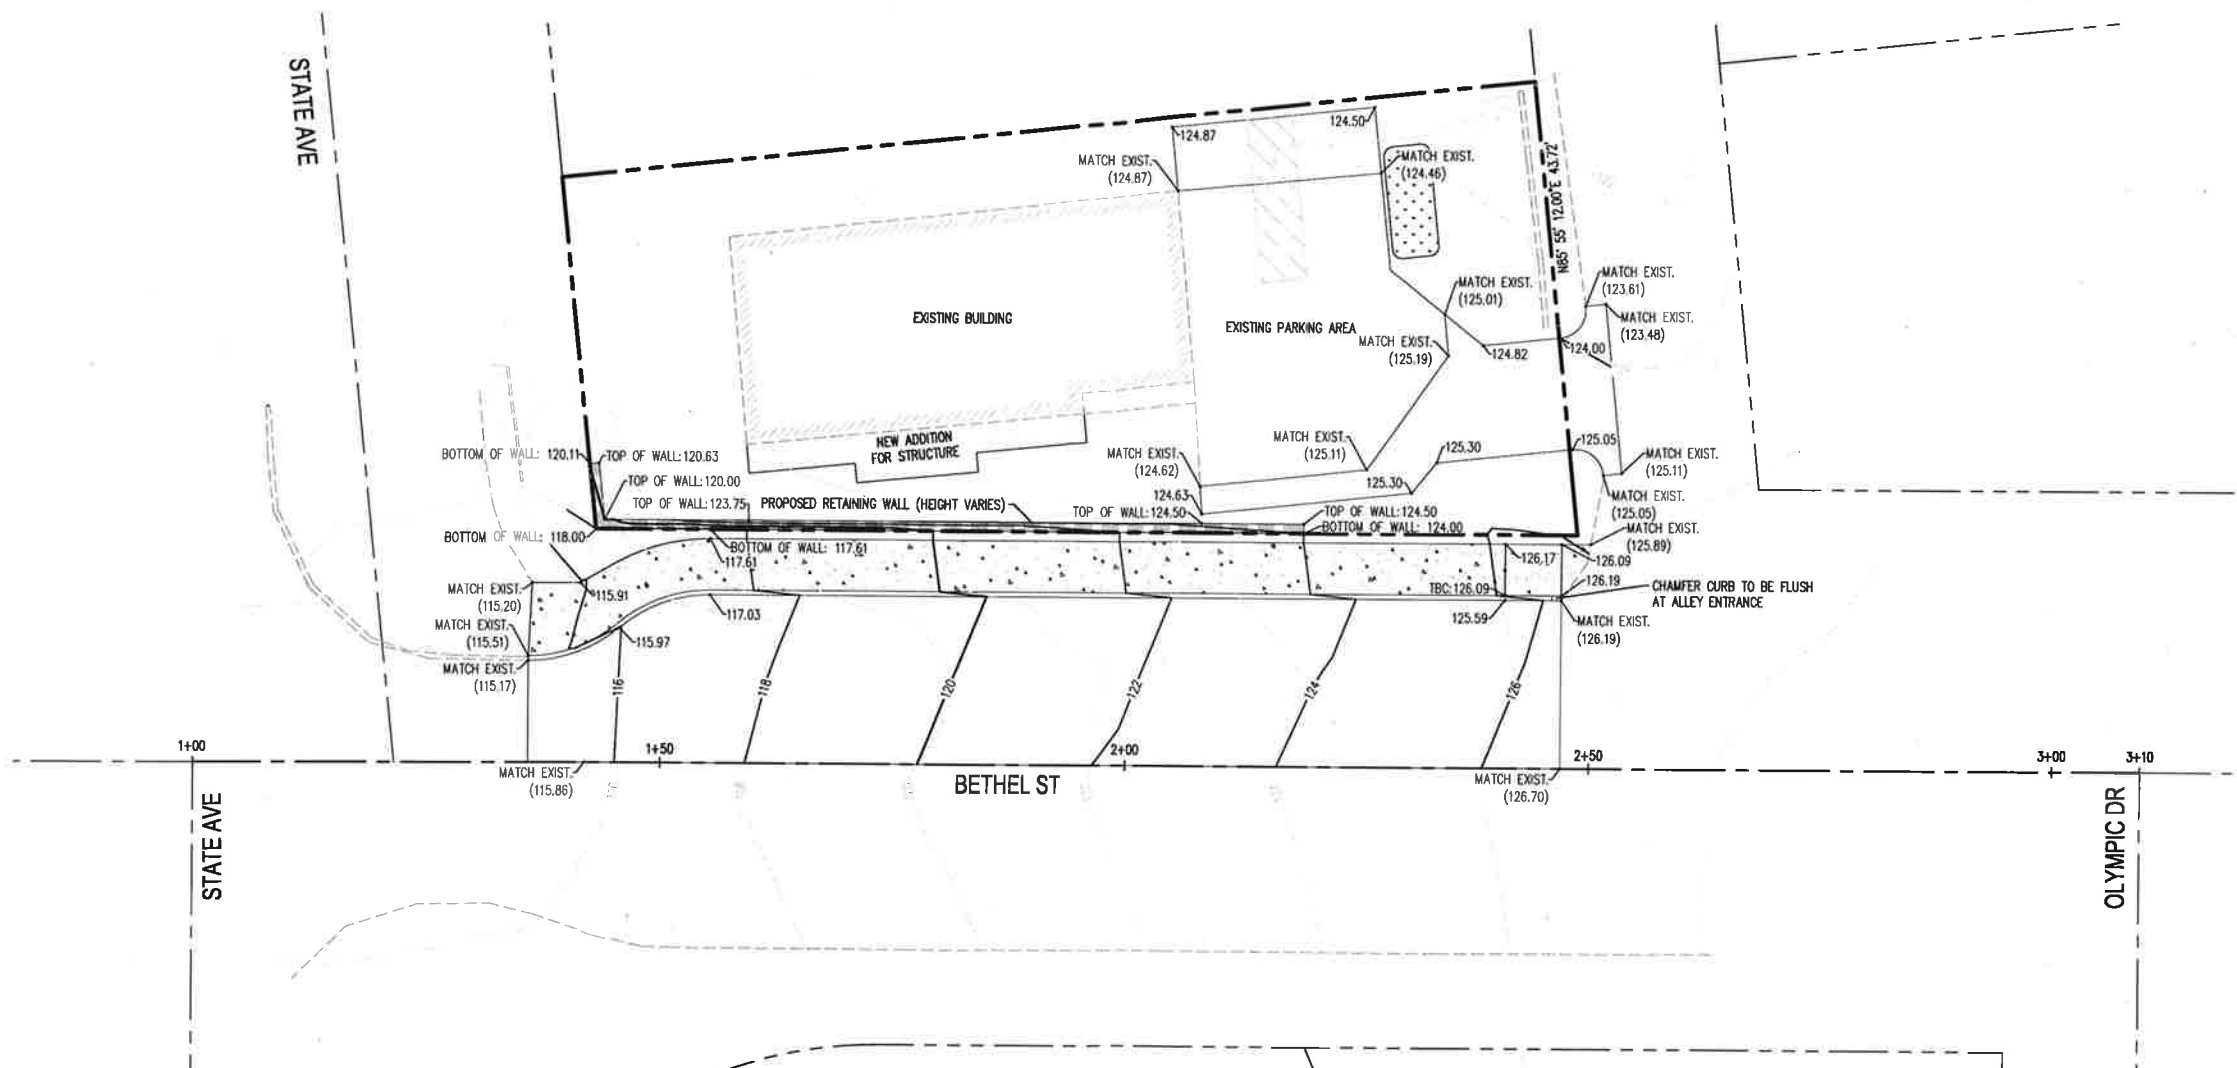 STATE AVE
124.87
124.50
MATCH EXIST.
(124.87)
MATCH EXIST.
(124.46)
N85° 55' 12.00"E 43.72'
MATCH EXIST.
(123.61)
MATCH EXIST.
(125.01)
MATCH EXIST.
(123.48)
EXISTING BUILDING
EXISTING PARKING AREA
MATCH EXIST.
(125.19)
124.82
124.00
NEW ADDITION
FOR STRUCTURE
MATCH EXIST.
(125.11)
125.30
125.05
BOTTOM OF WALL: 120.11
TOP OF WALL: 120.63
MATCH EXIST.
(124.62)
MATCH EXIST.
(125.11)
TOP OF WALL: 120.00
125.30
124.63
MATCH EXIST.
(125.05)
TOP OF WALL: 123.75
PROPOSED RETAINING WALL (HEIGHT VARIES)
TOP OF WALL: 124.50
TOP OF WALL: 124.50
BOTTOM OF WALL: 124.00
MATCH EXIST.
(125.89)
BOTTOM OF WALL: 118.00
BOTTOM OF WALL: 117.61
117.61
126.17
126.09
126.19
MATCH EXIST.
(115.20)
115.91
TBC: 126.09
CHAMFER CURB TO BE FLUSH
AT ALLEY ENTRANCE
117.03
125.59
MATCH EXIST.
(126.19)
MATCH EXIST.
(115.51)
115.97
MATCH EXIST.
(115.17)
116
118
120
122
124
126
1+00
1+50
2+00
2+50
3+00
3+10
MATCH EXIST.
(115.86)
BETHEL ST
MATCH EXIST.
(126.70)
STATE AVE
OLYMPIC DR